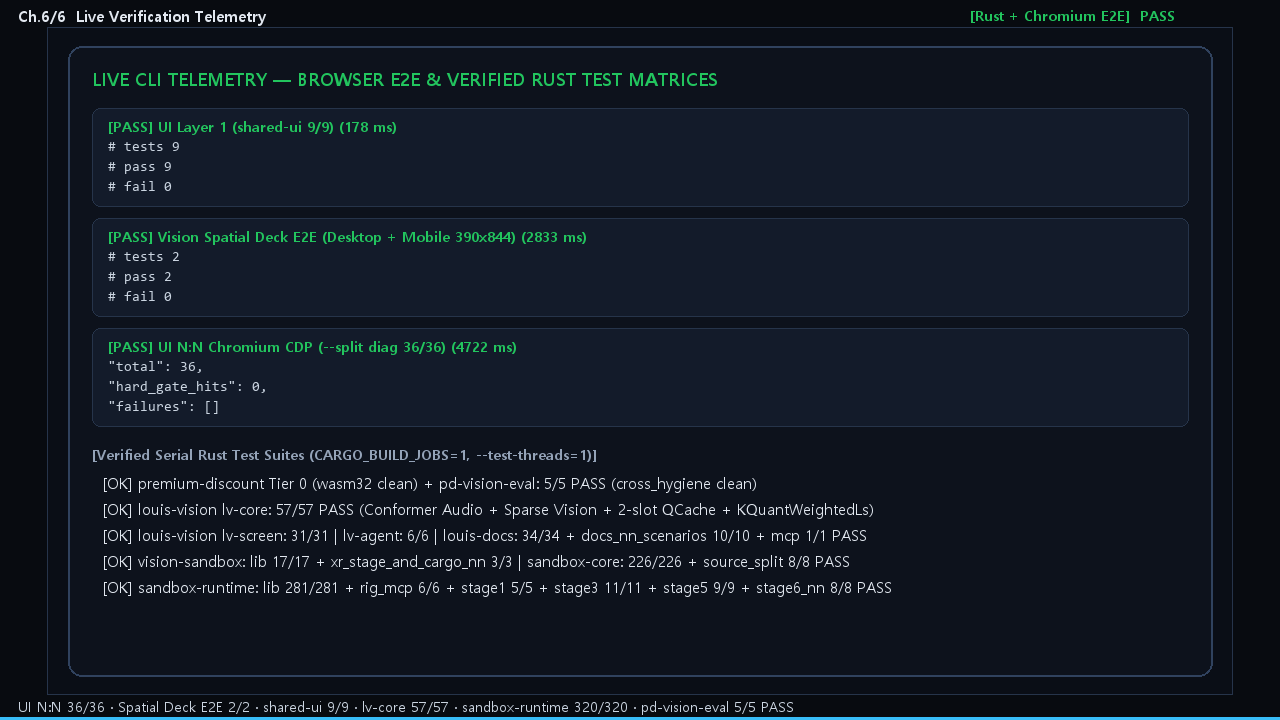 Ch.6/6 Live Verification Telemetry
[Rust + Chromium E2E] PASS
LIVE CLI TELEMETRY — BROWSER E2E & VERIFIED RUST TEST MATRICES
[PASS] UI Layer 1 (shared-ui 9/9) (178 ms)
# tests 9
# pass 9
# fail 0
[PASS] Vision Spatial Deck E2E (Desktop + Mobile 390x844) (2833 ms)
# tests 2
# pass 2
# fail 0
[PASS] UI N:N Chromium CDP (--split diag 36/36) (4722 ms)
"total": 36,
"hard_gate_hits": 0,
"failures": []
[Verified Serial Rust Test Suites (CARGO_BUILD_JOBS=1, --test-threads=1)]
[OK] premium-discount Tier 0 (wasm32 clean) + pd-vision-eval: 5/5 PASS (cross_hygiene clean)
[OK] louis-vision lv-core: 57/57 PASS (Conformer Audio + Sparse Vision + 2-slot QCache + KQuantWeightedLs)
[OK] louis-vision lv-screen: 31/31 | lv-agent: 6/6 | louis-docs: 34/34 + docs_nn_scenarios 10/10 + mcp 1/1 PASS
[OK] vision-sandbox: lib 17/17 + xr_stage_and_cargo_nn 3/3 | sandbox-core: 226/226 + source_split 8/8 PASS
[OK] sandbox-runtime: lib 281/281 + rig_mcp 6/6 + stage1 5/5 + stage3 11/11 + stage5 9/9 + stage6_nn 8/8 PASS
UI N:N 36/36 · Spatial Deck E2E 2/2 · shared-ui 9/9 · lv-core 57/57 · sandbox-runtime 320/320 · pd-vision-eval 5/5 PASS